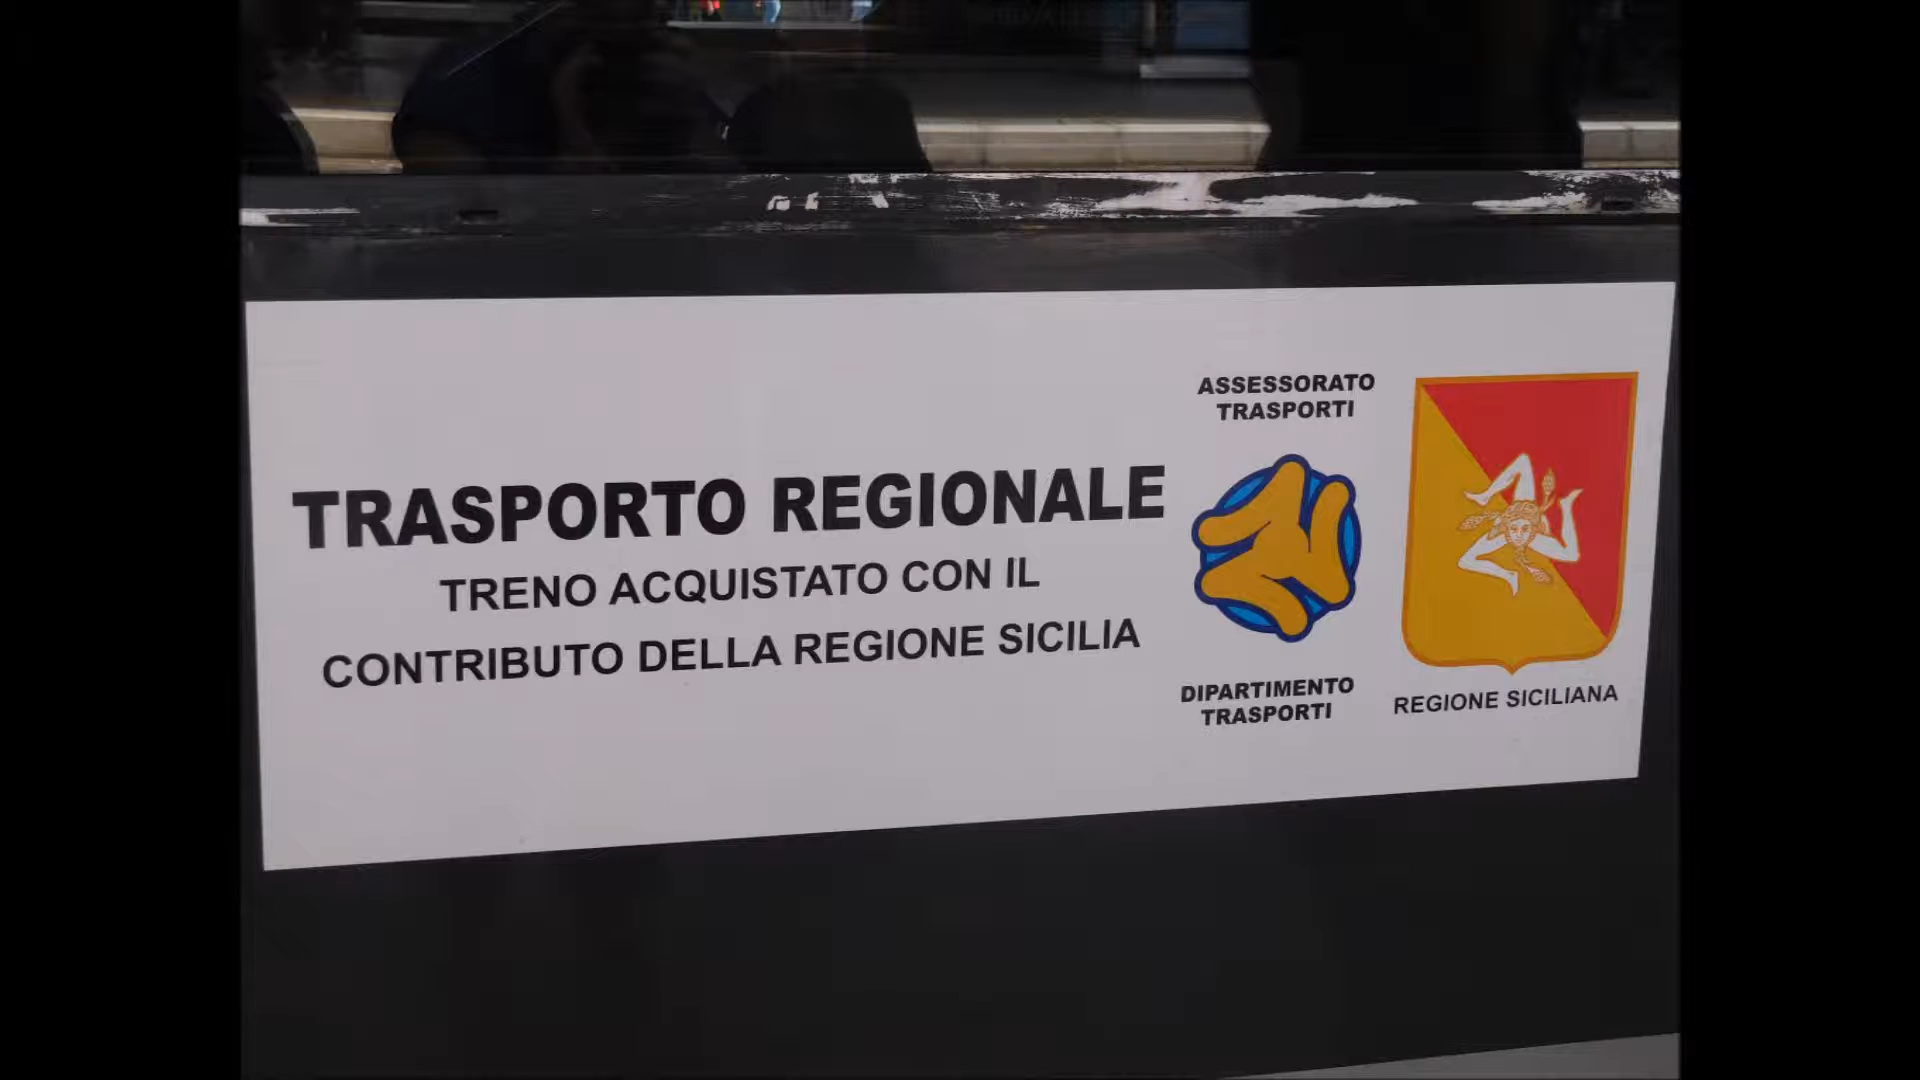 TRASPORTO REGIONALE
TRENO ACQUISTATO CON IL
CONTRIBUTO DELLA REGIONE SICILIA
ASSESSORATO
TRASPORTI
DIPARTIMENTO
TRASPORTI
REGIONE SICILIANA